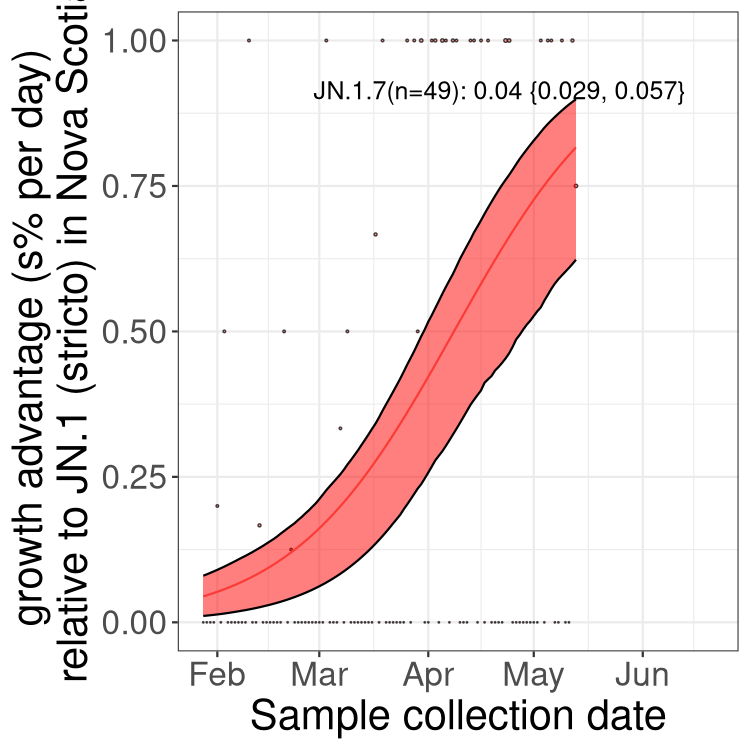 growth advantage (s% per day)
relative to JN.1 (stricto) in Nova Scotia
1.00
0.75
0.50
0.25
0.00
JN.1.7(n=49): 0.04 {0.029, 0.057}
Feb Mar Apr May Jun
Sample collection date